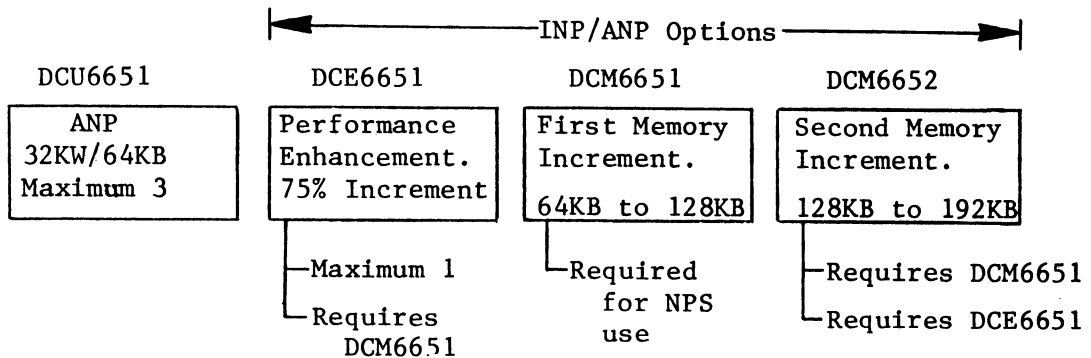 INP/ANP Options
DCU6651
ANP
32KW/64KB
Maximum 3
DCE6651
Performance
Enhancement.
75% Increment
Maximum 1
Requires
DCM6651
DCM6651
First Memory
Increment.
64KB to 128KB
Required
for NPS
use
DCM6652
Second Memory
Increment.
128KB to 192KB
Requires DCM6651
Requires DCE6651